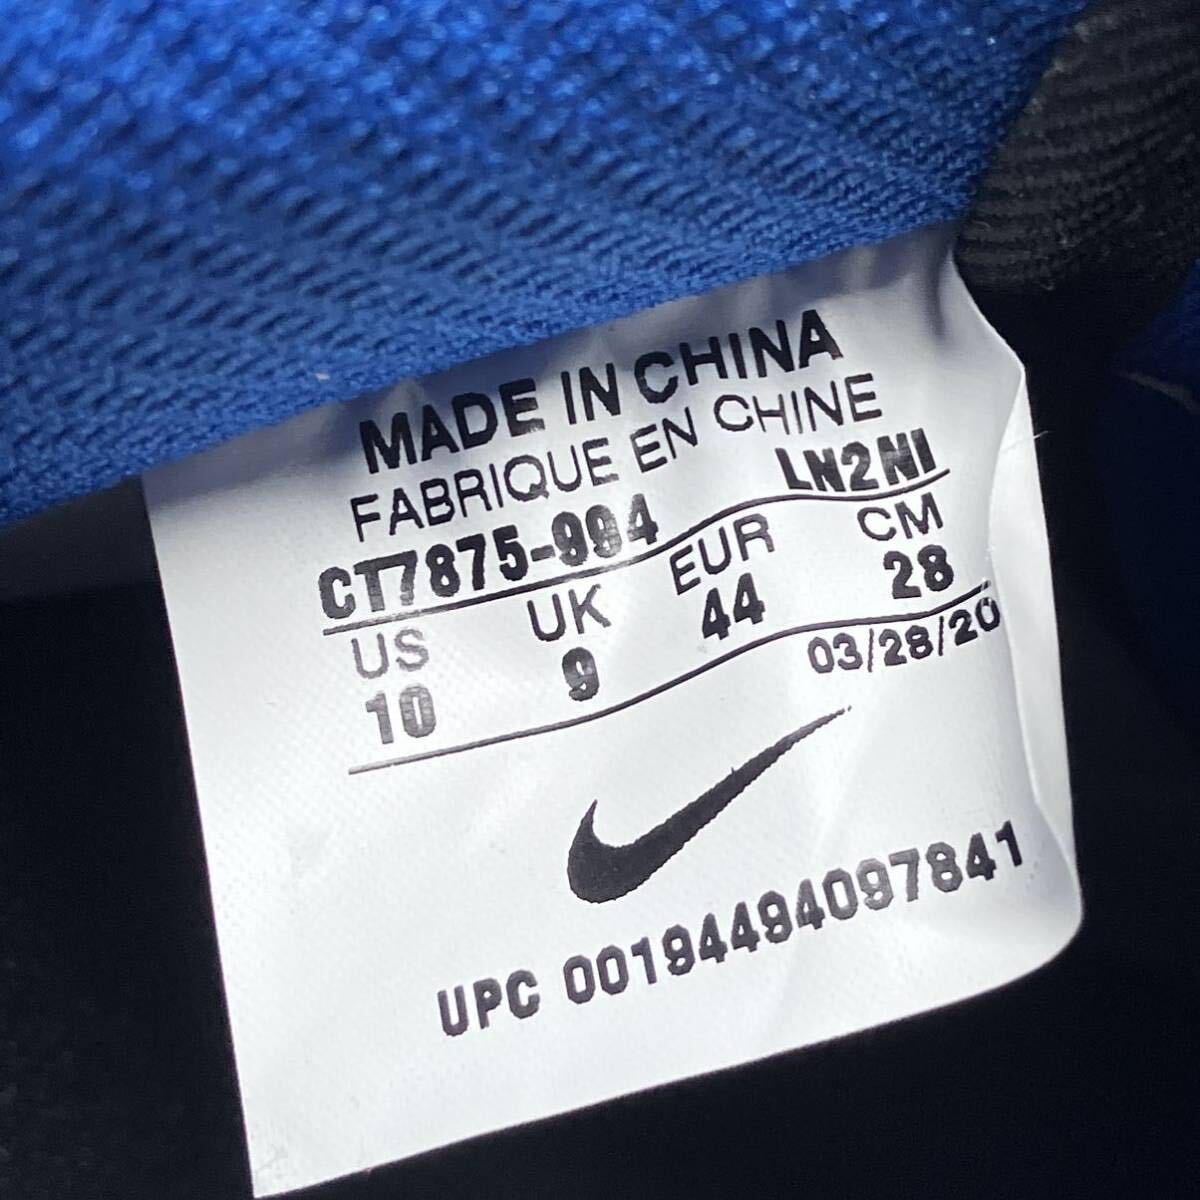 MADE IN CHINA
FABRIQUE EN CHINE
CT7875-994 LN2NI
US UK EUR CM
10 9 44 28
03/28/20
UPC 00194494097841